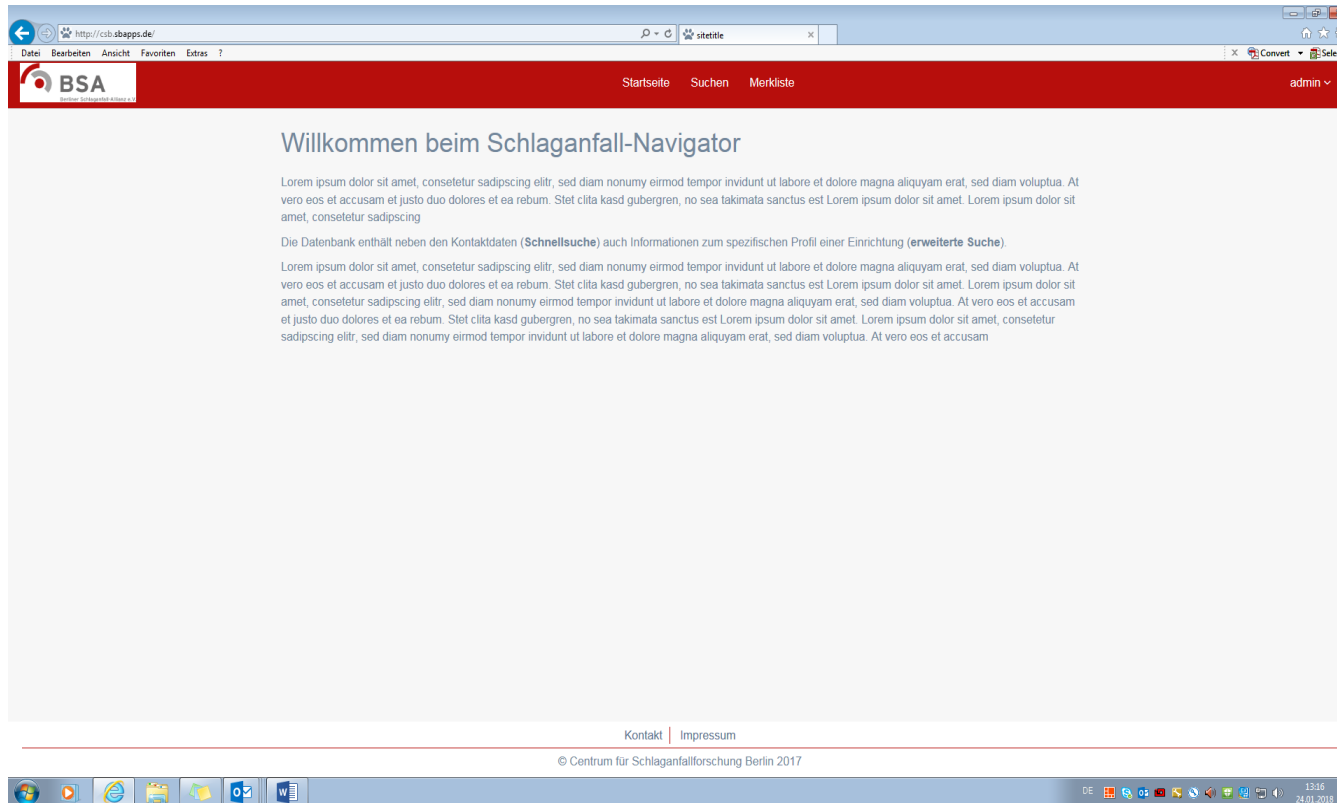 http://csb.sbapps.de/
sitetitle
Datei Bearbeiten Ansicht Favoriten Extras ?
X Convert Sele
BSA
Berliner Schlaganfall-Allianz e.V
Startseite Suchen Merkliste
admin
Willkommen beim Schlaganfall-Navigator
Lorem ipsum dolor sit amet, consetetur sadipscing elitr, sed diam nonumy eirmod tempor invidunt ut labore et dolore magna aliquyam erat, sed diam voluptua. At
vero eos et accusam et justo duo dolores et ea rebum. Stet clita kasd gubergren, no sea takimata sanctus est Lorem ipsum dolor sit amet. Lorem ipsum dolor sit
amet, consetetur sadipscing
Die Datenbank enthält neben den Kontaktdaten (Schnellsuche) auch Informationen zum spezifischen Profil einer Einrichtung (erweiterte Suche).
Lorem ipsum dolor sit amet, consetetur sadipscing elitr, sed diam nonumy eirmod tempor invidunt ut labore et dolore magna aliquyam erat, sed diam voluptua. At
vero eos et accusam et justo duo dolores et ea rebum. Stet clita kasd gubergren, no sea takimata sanctus est Lorem ipsum dolor sit amet. Lorem ipsum dolor sit
amet, consetetur sadipscing elitr, sed diam nonumy eirmod tempor invidunt ut labore et dolore magna aliquyam erat, sed diam voluptua. At vero eos et accusam
et justo duo dolores et ea rebum. Stet clita kasd gubergren, no sea takimata sanctus est Lorem ipsum dolor sit amet. Lorem ipsum dolor sit amet, consetetur
sadipscing elitr, sed diam nonumy eirmod tempor invidunt ut labore et dolore magna aliquyam erat, sed diam voluptua. At vero eos et accusam
Kontakt Impressum
© Centrum für Schlaganfallforschung Berlin 2017
DE
13:16
24.01.2018